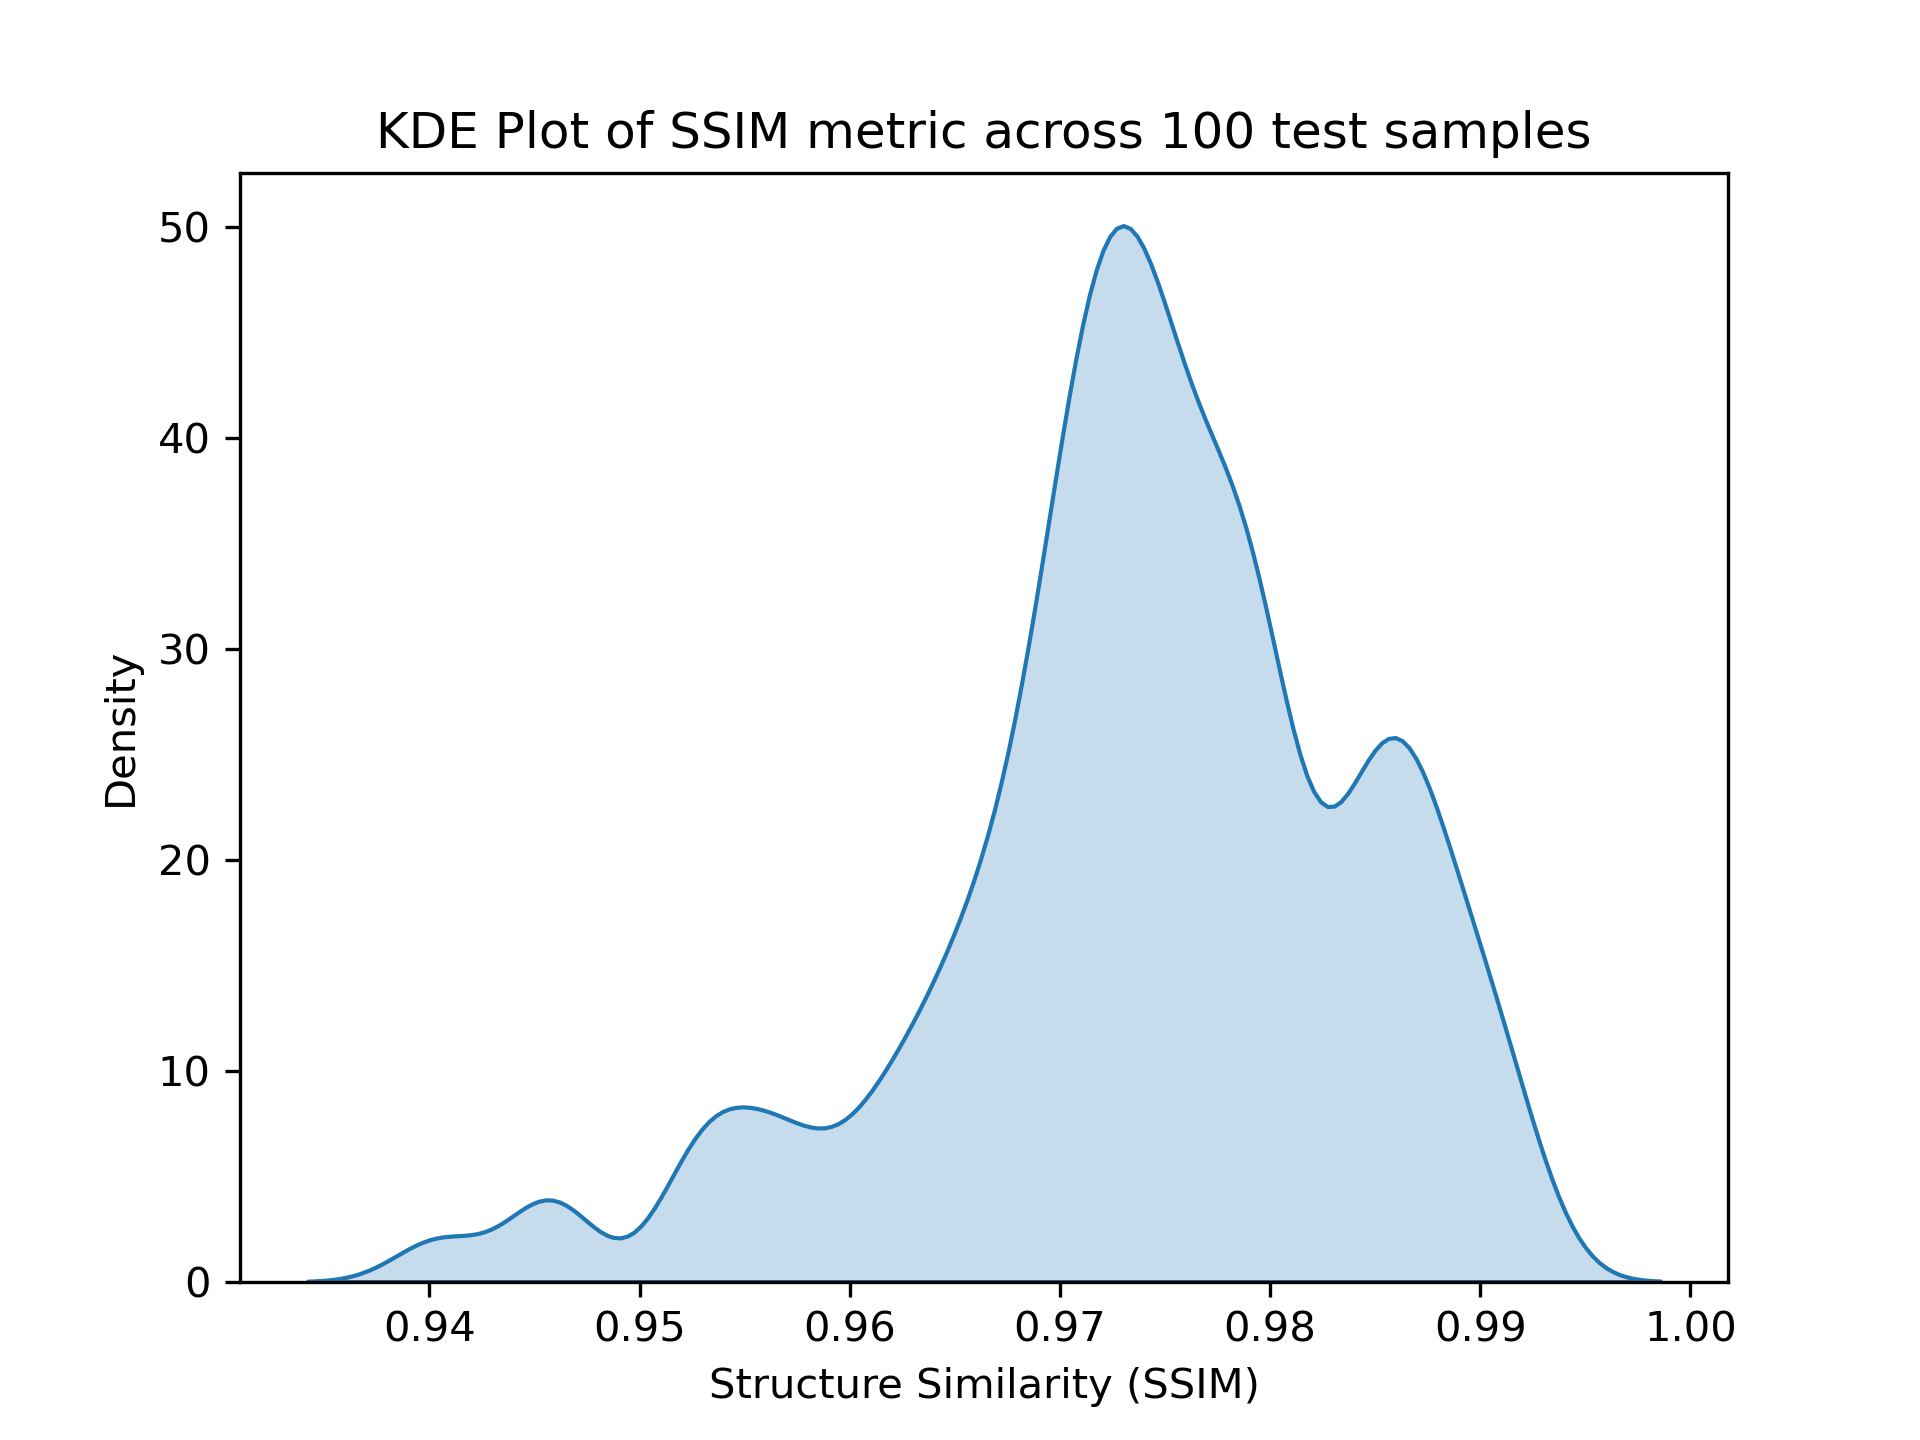 KDE Plot of SSIM metric across 100 test samples
50
40
30
20
10
0
Density
0.94 0.95 0.96 0.97 0.98 0.99 1.00
Structure Similarity (SSIM)